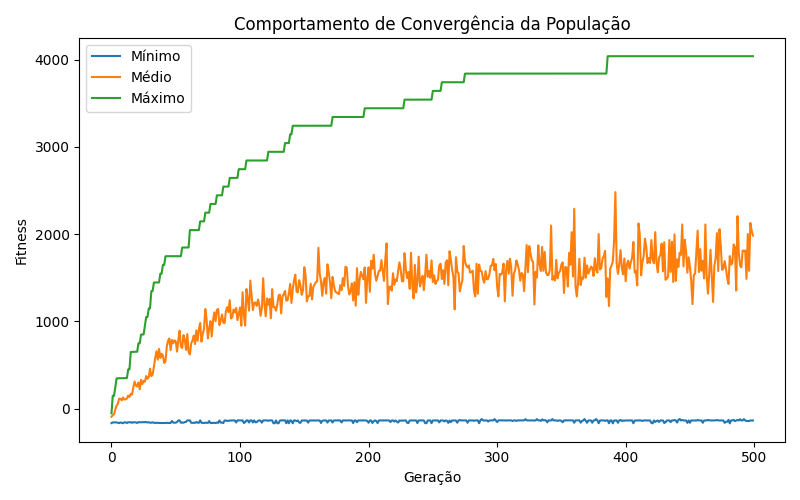 Comportamento de Convergência da População
Mínimo
Médio
Máximo
Fitness
4000
3000
2000
1000
0
0 100 200 300 400 500
Geração